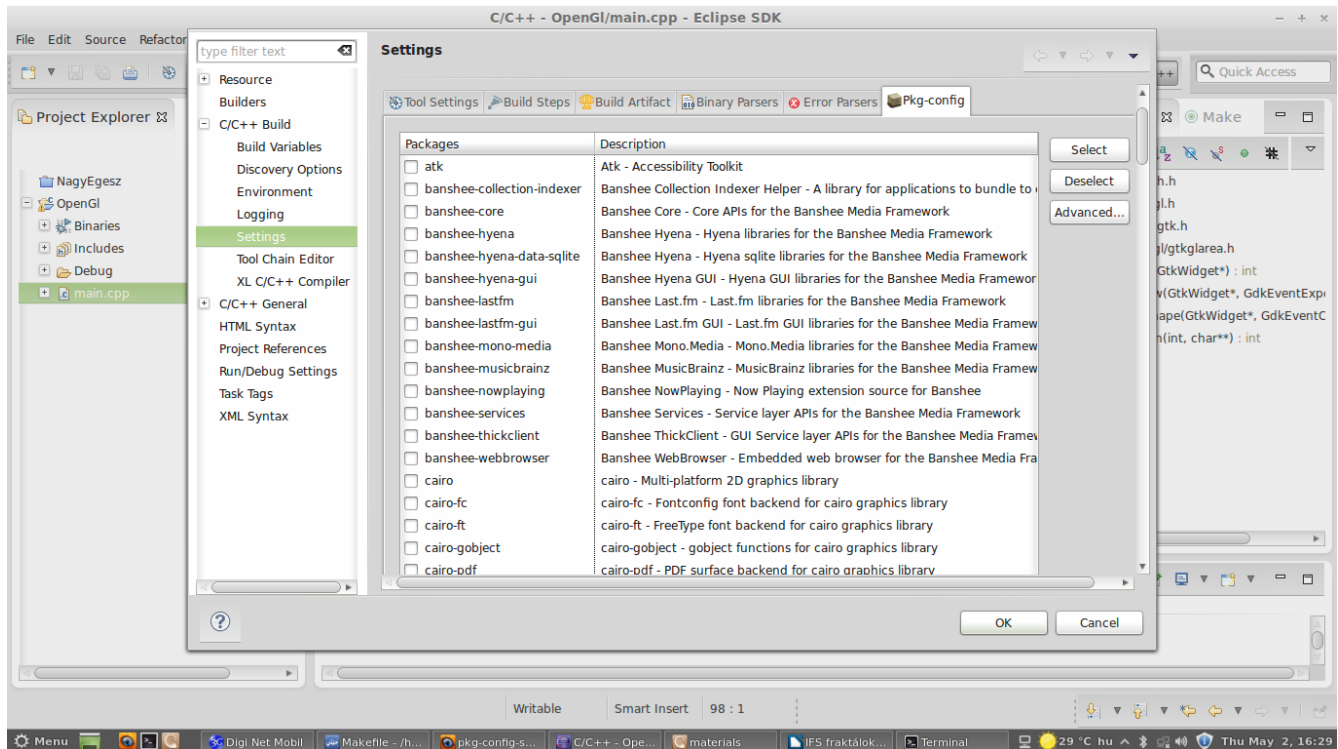 C/C++ - OpenGl/main.cpp - Eclipse SDK
File Edit Source Refactor
Quick Access
Project Explorer
NagyEgesz
OpenGl
Binaries
Includes
Debug
main.cpp
type filter text
Resource
Builders
C/C++ Build
Build Variables
Discovery Options
Environment
Logging
Settings
Tool Chain Editor
XL C/C++ Compiler
C/C++ General
HTML Syntax
Project References
Run/Debug Settings
Task Tags
XML Syntax
Settings
Tool Settings Build Steps Build Artifact Binary Parsers Error Parsers Pkg-config
Packages Description
atk Atk - Accessibility Toolkit
banshee-collection-indexer Banshee Collection Indexer Helper - A library for applications to bundle to
banshee-core Banshee Core - Core APIs for the Banshee Media Framework
banshee-hyena Banshee Hyena - Hyena libraries for the Banshee Media Framework
banshee-hyena-data-sqlite Banshee Hyena - Hyena sqlite libraries for the Banshee Media Framework
banshee-hyena-gui Banshee Hyena GUI - Hyena GUI libraries for the Banshee Media Framewor
banshee-lastfm Banshee Last.fm - Last.fm libraries for the Banshee Media Framework
banshee-lastfm-gui Banshee Last.fm GUI - Last.fm GUI libraries for the Banshee Media Framew
banshee-mono-media Banshee Mono.Media - Mono.Media libraries for the Banshee Media Framew
banshee-musicbrainz Banshee MusicBrainz - MusicBrainz libraries for the Banshee Media Framew
banshee-nowplaying Banshee NowPlaying - Now Playing extension source for Banshee
banshee-services Banshee Services - Service layer APIs for the Banshee Media Framework
banshee-thickclient Banshee ThickClient - GUI Service layer APIs for the Banshee Media Framew
banshee-webbrowser Banshee WebBrowser - Embedded web browser for the Banshee Media Fra
cairo cairo - Multi-platform 2D graphics library
cairo-fc cairo-fc - Fontconfig font backend for cairo graphics library
cairo-ft cairo-ft - FreeType font backend for cairo graphics library
cairo-gobject cairo-gobject - gobject functions for cairo graphics library
cairo-pdf cairo-pdf - PDF surface backend for cairo graphics library
Select
Deselect
Advanced...
OK Cancel
++
Make
h.h
gl.h
gtk.h
gl/gtkglarea.h
GtkWidget*) : int
w(GtkWidget*, GdkEventExp
ape(GtkWidget*, GdkEventC
n(int, char**) : int
Writable Smart Insert 98 : 1
Menu Digi Net Mobil Makefile - /h... pkg-config-s... C/C++ - Ope... materials IFS fraktálok... Terminal 29 °C hu Thu May 2, 16:29